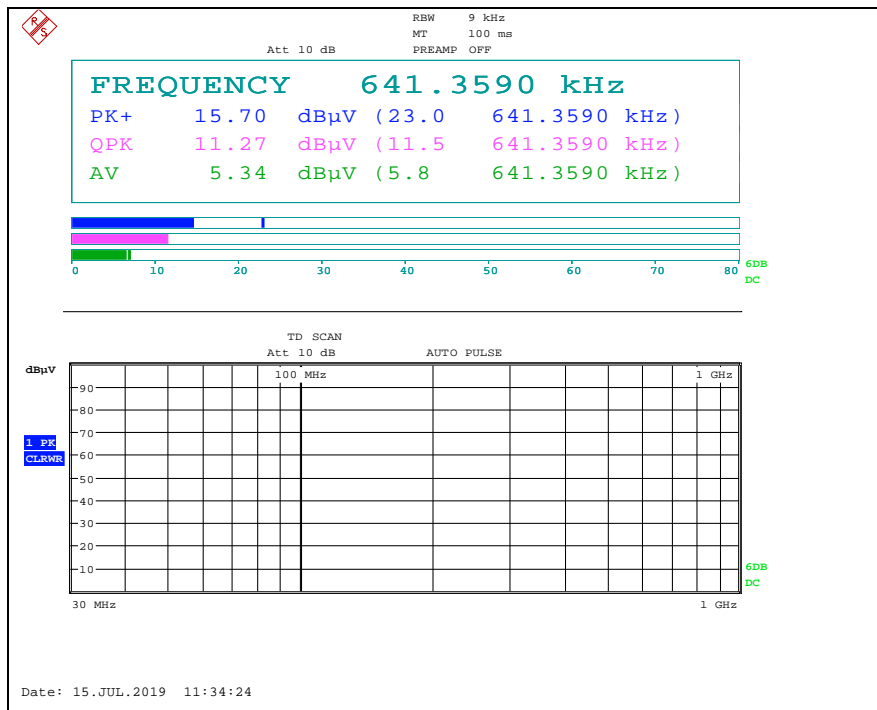 R S
RBW 9 kHz
MT 100 ms
Att 10 dB PREAMP OFF
FREQUENCY 641.3590 kHz
PK+ 15.70 dBµV (23.0 641.3590 kHz)
QPK 11.27 dBµV (11.5 641.3590 kHz)
AV 5.34 dBµV (5.8 641.3590 kHz)
0 10 20 30 40 50 60 70 80
6DB
DC
TD SCAN
Att 10 dB AUTO PULSE
dBµV
100 MHz 1 GHz
90
80
70
1 PK
CLRWR
60
50
40
30
20
10
6DB
DC
30 MHz 1 GHz
Date: 15.JUL.2019 11:34:24